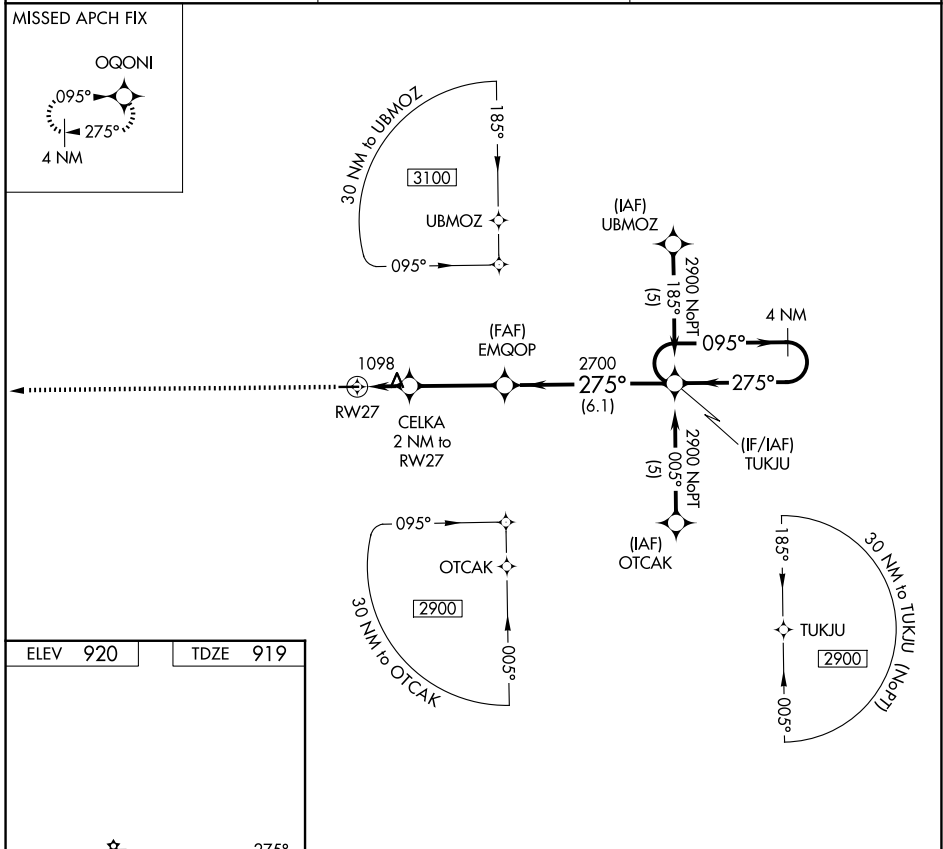 MISSED APCH FIX
OQONI
095°
275°
4 NM
30 NM to UBMOZ
185°
3100
UBMOZ
095°
(IAF)
UBMOZ
2900 NoPT
185°
(5)
4 NM
095°
275°
(FAF)
EMQOP
2700
275°
(6.1)
1098
RW27
CELKA
2 NM to
RW27
(IF/IAF)
TUKJU
2900 NoPT
005°
(5)
(IAF)
OTCAK
095°
OTCAK
2900
30 NM to OTCAK
005°
185°
30 NM to TUKJU (NoPT)
TUKJU
2900
005°
ELEV 920
TDZE 919
275°